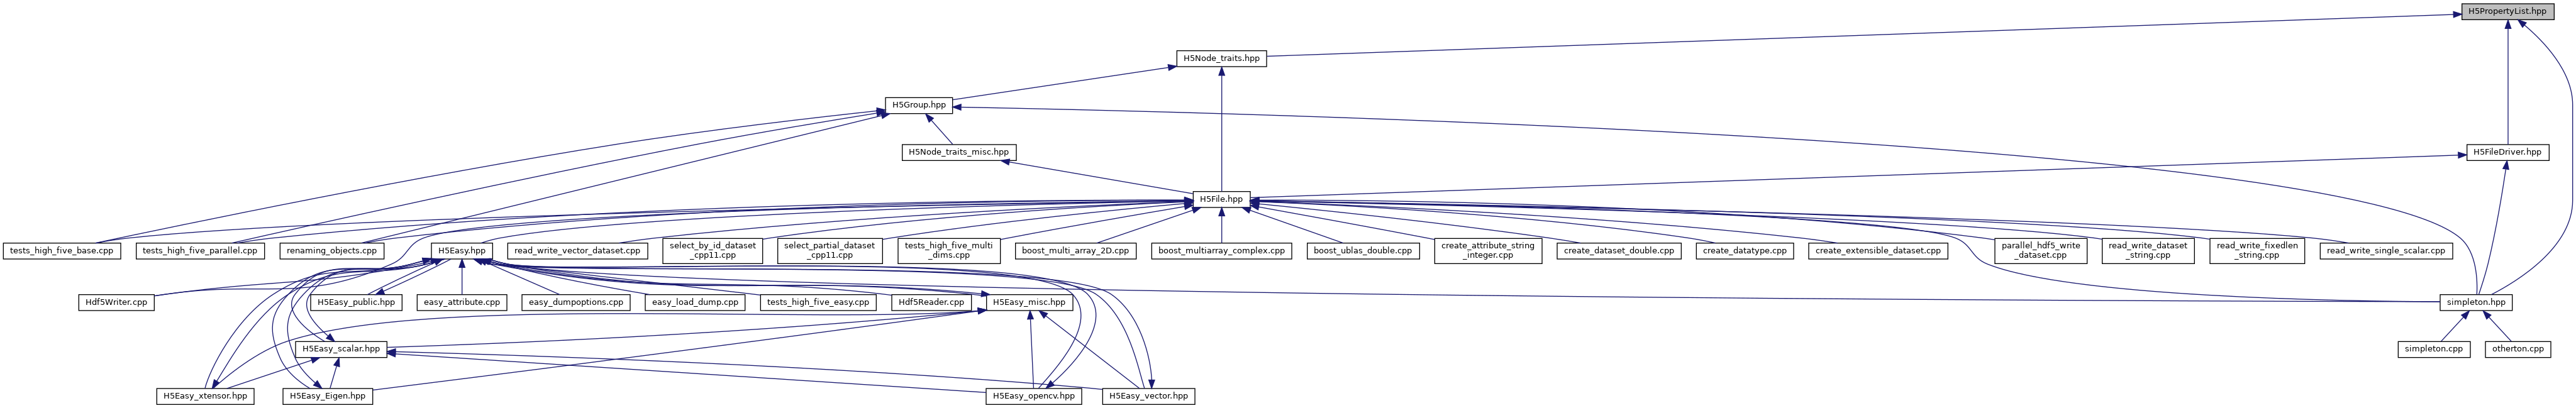 H5PropertyList.hpp
H5Node_traits.hpp
H5Group.hpp
H5Node_traits_misc.hpp
H5FileDriver.hpp
H5File.hpp
tests_high_five_base.cpp
tests_high_five_parallel.cpp
renaming_objects.cpp
H5Easy.hpp
read_write_vector_dataset.cpp
select_by_id_dataset
_cpp11.cpp
select_partial_dataset
_cpp11.cpp
tests_high_five_multi
_dims.cpp
boost_multi_array_2D.cpp
boost_multiarray_complex.cpp
boost_ublas_double.cpp
create_attribute_string
_integer.cpp
create_dataset_double.cpp
create_datatype.cpp
create_extensible_dataset.cpp
parallel_hdf5_write
_dataset.cpp
read_write_dataset
_string.cpp
read_write_fixedlen
_string.cpp
read_write_single_scalar.cpp
Hdf5Writer.cpp
H5Easy_public.hpp
easy_attribute.cpp
easy_dumpoptions.cpp
easy_load_dump.cpp
tests_high_five_easy.cpp
Hdf5Reader.cpp
H5Easy_misc.hpp
simpleton.hpp
H5Easy_scalar.hpp
simpleton.cpp
otherton.cpp
H5Easy_xtensor.hpp
H5Easy_Eigen.hpp
H5Easy_opencv.hpp
H5Easy_vector.hpp